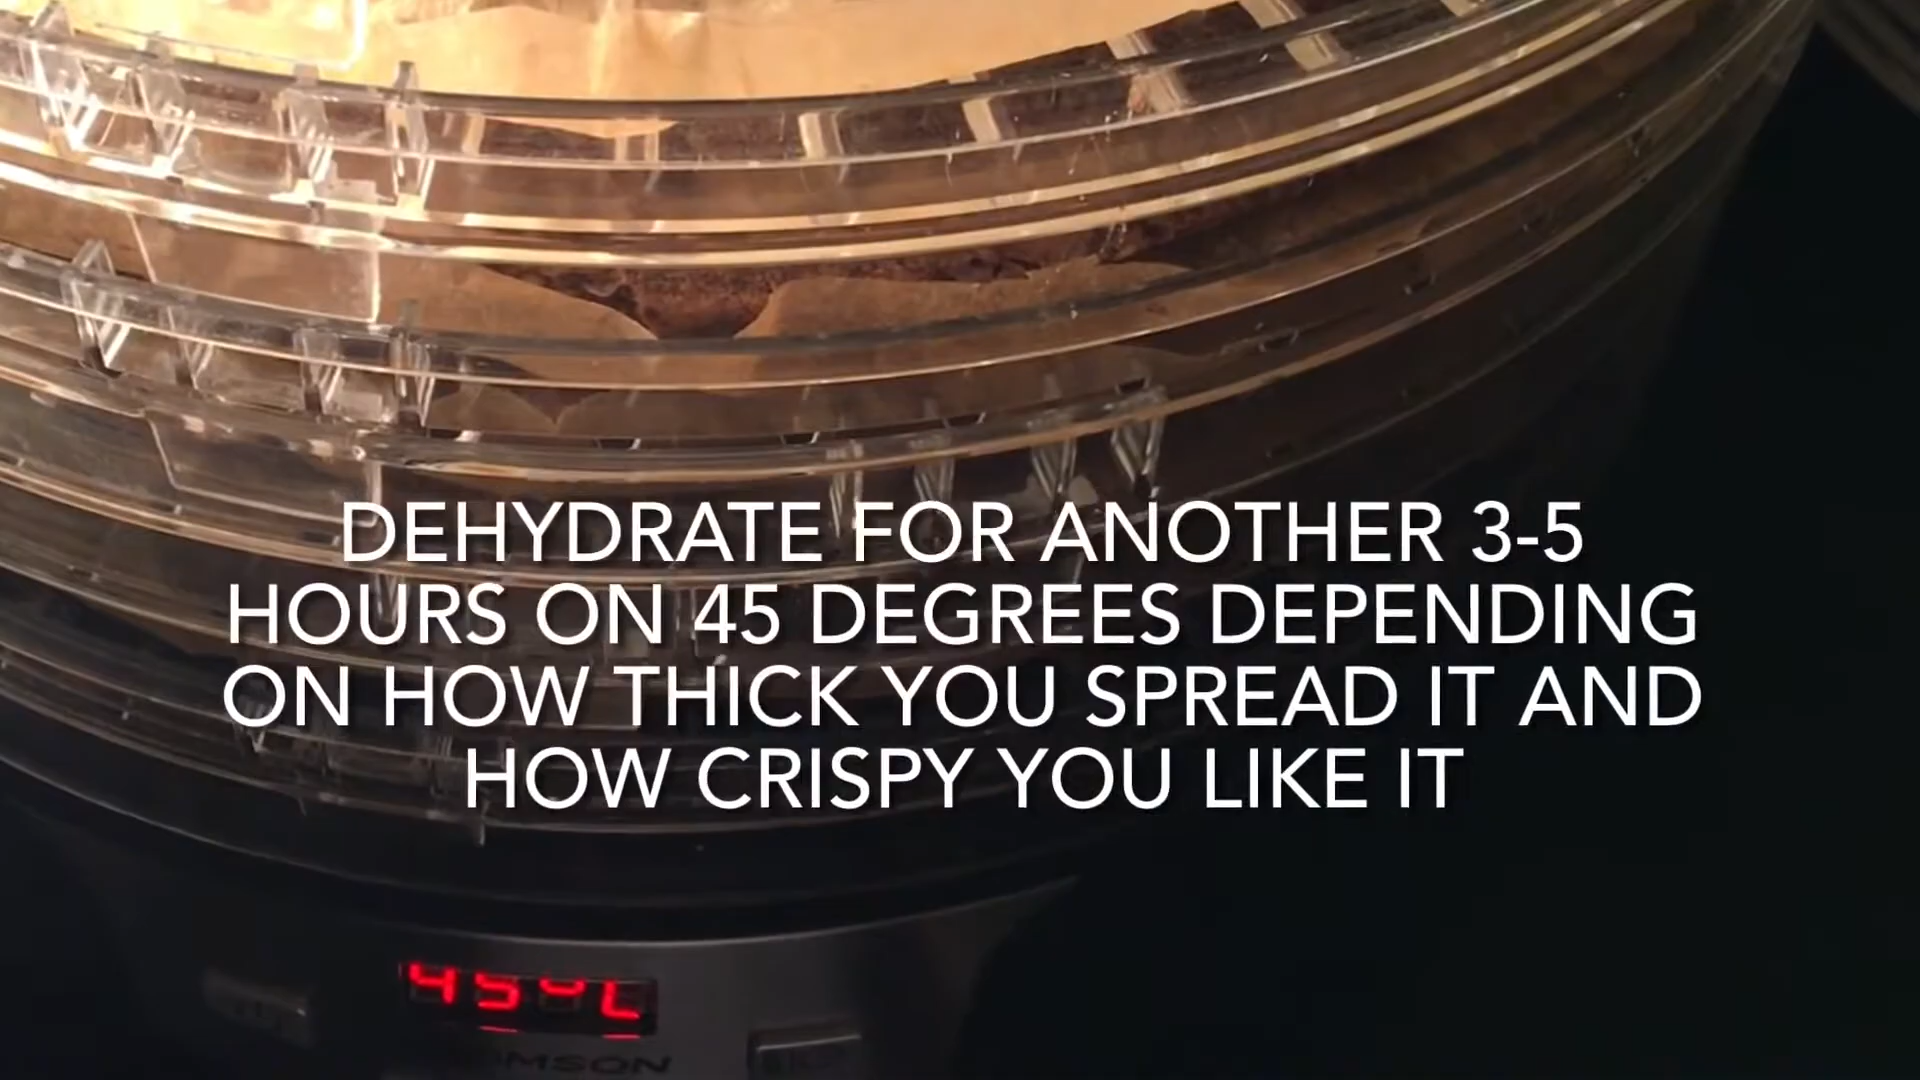 DEHYDRATE FOR ANOTHER 3-5
HOURS ON 45 DEGREES DEPENDING
ON HOW THICK YOU SPREAD IT AND
HOW CRISPY YOU LIKE IT
45°C